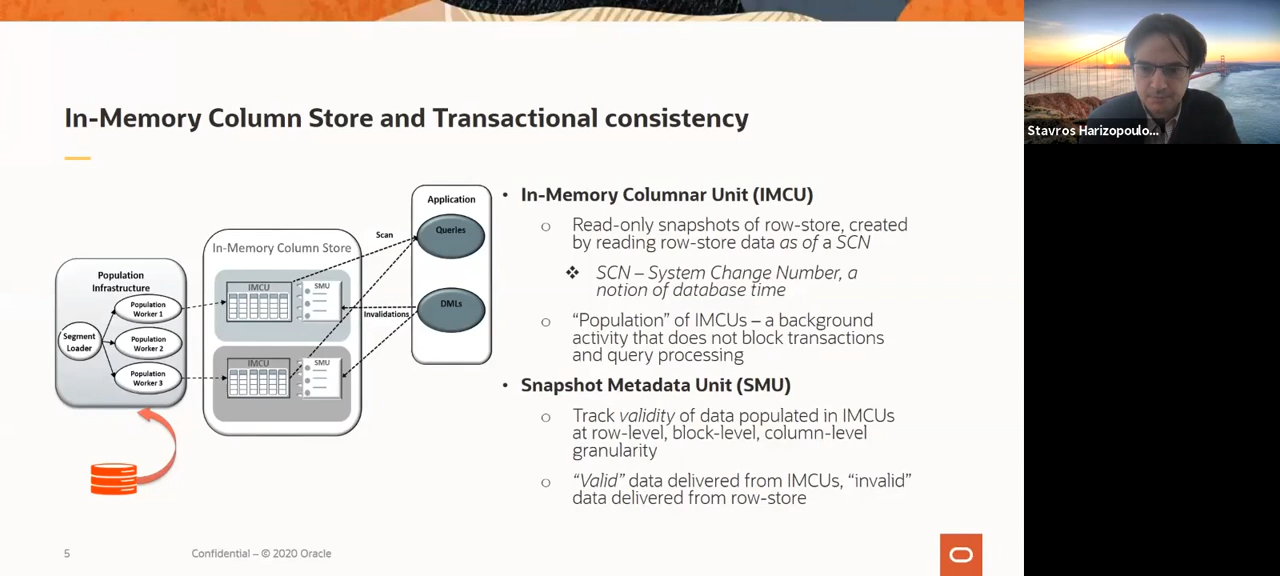 In-Memory Column Store and Transactional consistency
Population
Infrastructure
Segment
Loader
Population
Worker 1
Population
Worker 2
Population
Worker 3
In-Memory Column Store
IMCU
SMU
IMCU
SMU
Scan
Invalidations
Application
Queries
DMLs
• In-Memory Columnar Unit (IMCU)
o Read-only snapshots of row-store, created
by reading row-store data as of a SCN
❖ SCN – System Change Number, a
notion of database time
o “Population” of IMCUs – a background
activity that does not block transactions
and query processing
• Snapshot Metadata Unit (SMU)
o Track validity of data populated in IMCUs
at row-level, block-level, column-level
granularity
o “Valid” data delivered from IMCUs, “invalid”
data delivered from row-store
5
Confidential – © 2020 Oracle
Stavros Harizopoulo...